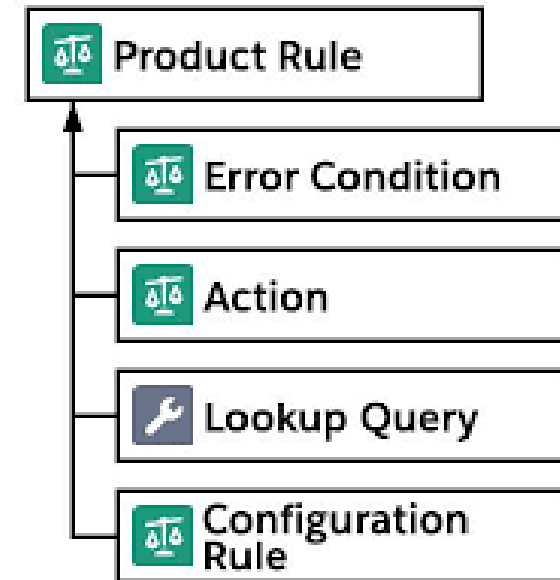 Product Rule
Error Condition
Action
Lookup Query
Configuration
Rule